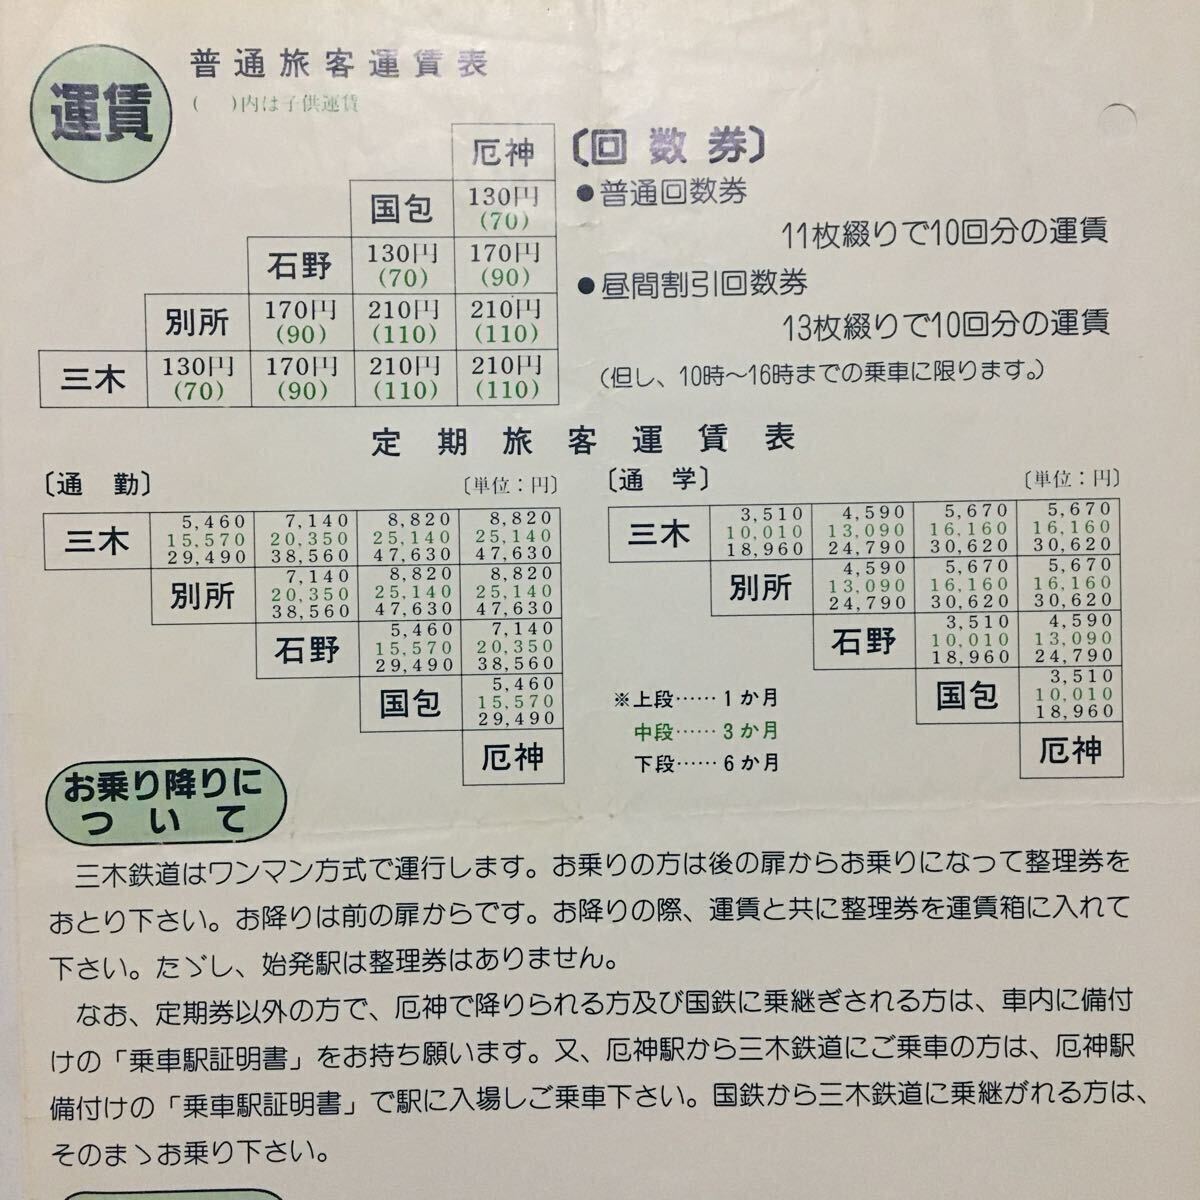 運賃
普通旅客運賃表
(　)内は子供運賃
厄神
国包 130円
(70)
石野 130円 170円
(70) (90)
別所 170円 210円 210円
(90) (110) (110)
三木 130円 170円 210円 210円
(70) (90) (110) (110)
〔回数券〕
●普通回数券
11枚綴りで10回分の運賃
●昼間割引回数券
13枚綴りで10回分の運賃
(但し、10時〜16時までの乗車に限ります。)
定期旅客運賃表
〔通 勤〕 〔単位：円〕
三木 5,460 7,140 8,820 8,820
15,570 20,350 25,140 25,140
29,490 38,560 47,630 47,630
別所 7,140 8,820 8,820
20,350 25,140 25,140
38,560 47,630 47,630
石野 5,460 7,140
15,570 20,350
29,490 38,560
国包 5,460
15,570
29,490
厄神
〔通 学〕 〔単位：円〕
三木 3,510 4,590 5,670 5,670
10,010 13,090 16,160 16,160
18,960 24,790 30,620 30,620
別所 4,590 5,670 5,670
13,090 16,160 16,160
24,790 30,620 30,620
石野 3,510 4,590
10,010 13,090
18,960 24,790
国包 3,510
10,010
18,960
厄神
※上段……1か月
中段……3か月
下段……6か月
お乗り降りに
ついて
三木鉄道はワンマン方式で運行します。お乗りの方は後の扉からお乗りになって整理券を
おとり下さい。お降りは前の扉からです。お降りの際、運賃と共に整理券を運賃箱に入れて
下さい。たゞし、始発駅は整理券はありません。
なお、定期券以外の方で、厄神で降りられる方及び国鉄に乗継ぎされる方は、車内に備付
けの「乗車駅証明書」をお持ち願います。又、厄神駅から三木鉄道にご乗車の方は、厄神駅
備付けの「乗車駅証明書」で駅に入場しご乗車下さい。国鉄から三木鉄道に乗継がれる方は、
そのまゝお乗り下さい。